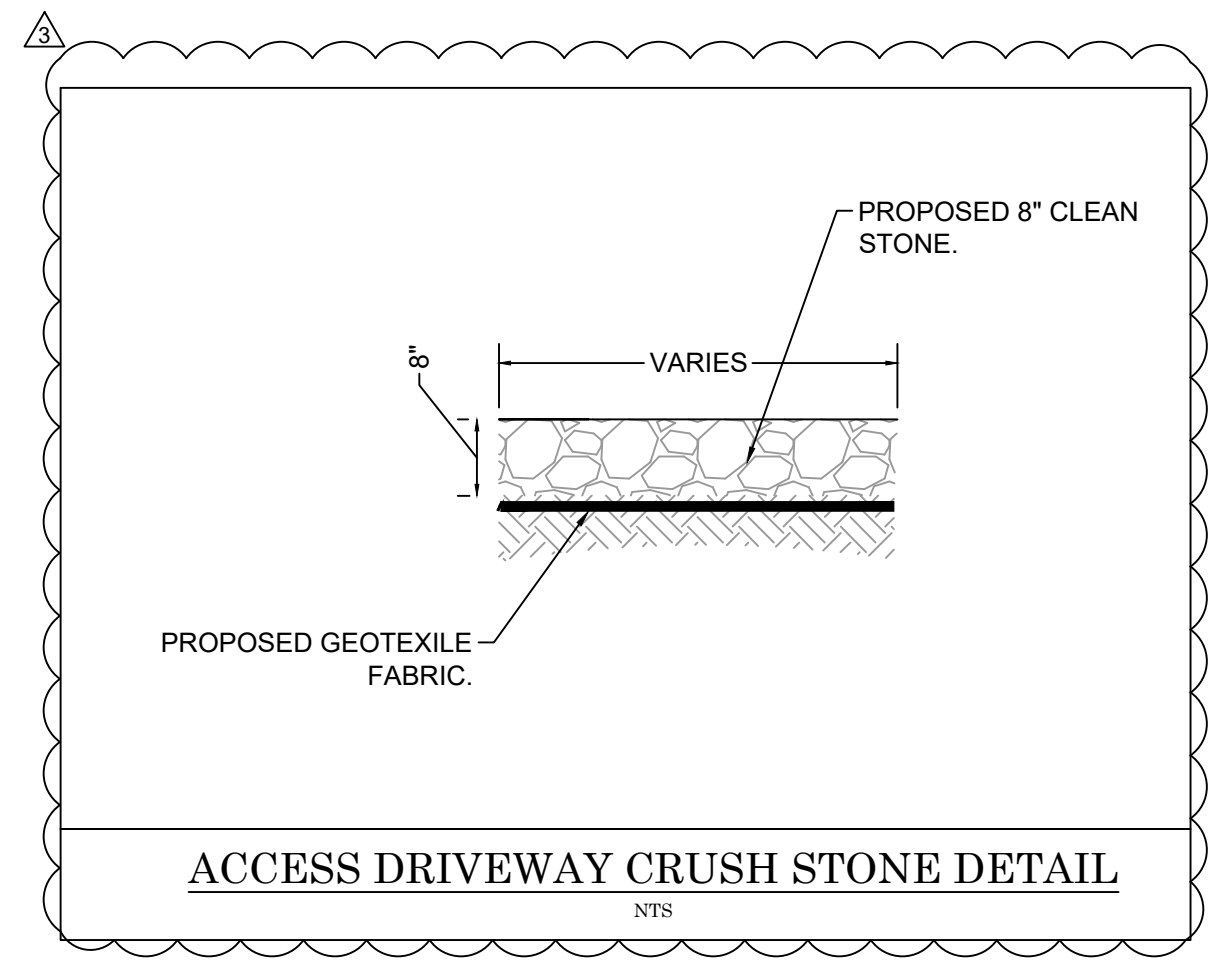 3
PROPOSED 8" CLEAN
STONE.
8"
VARIES
PROPOSED GEOTEXILE
FABRIC.
ACCESS DRIVEWAY CRUSH STONE DETAIL
NTS